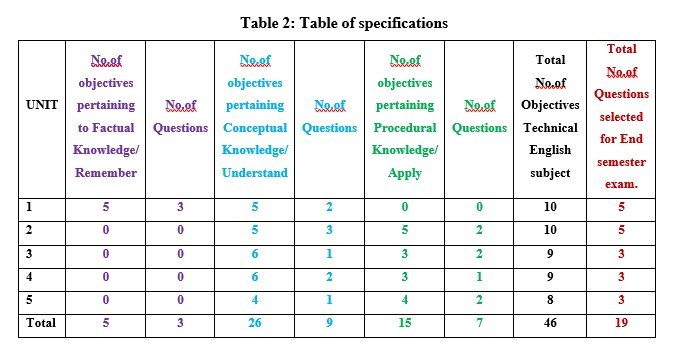 Table 2: Table of specifications
UNIT
No.of
objectives
pertaining
to Factual
Knowledge/
Remember
No.of
Questions
No.of
objectives
pertaining
Conceptual
Knowledge/
Understand
No.of
Questions
No.of
objectives
pertaining
Procedural
Knowledge/
Apply
No.of
Questions
Total
No.of
Objectives
Technical
English
subject
Total
No.of
Questions
selected
for End
semester
exam.
1 5 3 5 2 0 0 10 5
2 0 0 5 3 5 2 10 5
3 0 0 6 1 3 2 9 3
4 0 0 6 2 3 1 9 3
5 0 0 4 1 4 2 8 3
Total 5 3 26 9 15 7 46 19